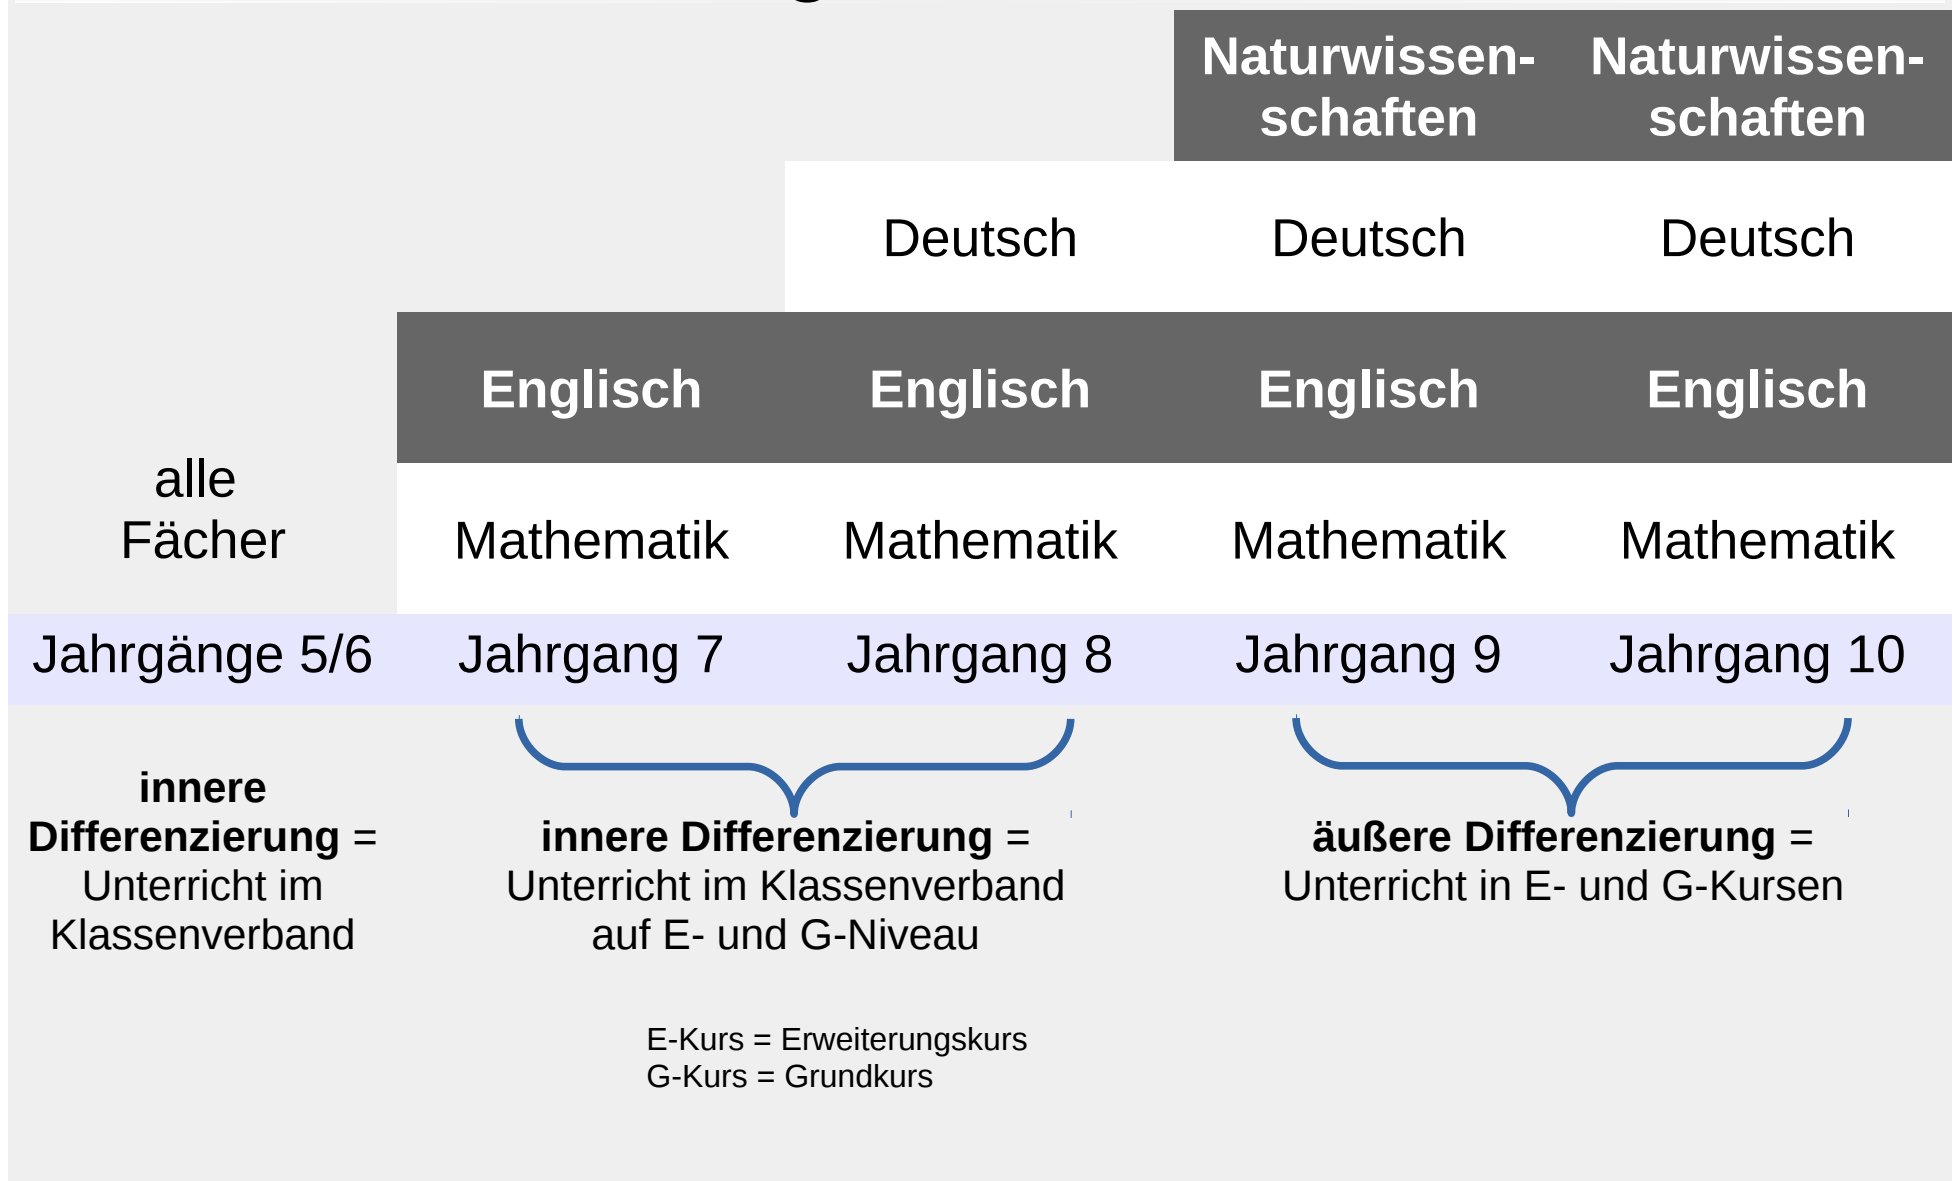 Naturwissen-
schaften
Naturwissen-
schaften
Deutsch
Deutsch
Deutsch
Englisch
Englisch
Englisch
Englisch
alle
Fächer
Mathematik
Mathematik
Mathematik
Mathematik
Jahrgänge 5/6
Jahrgang 7
Jahrgang 8
Jahrgang 9
Jahrgang 10
innere
Differenzierung =
Unterricht im
Klassenverband
innere Differenzierung =
Unterricht im Klassenverband
auf E- und G-Niveau
äußere Differenzierung =
Unterricht in E- und G-Kursen
E-Kurs = Erweiterungskurs
G-Kurs = Grundkurs